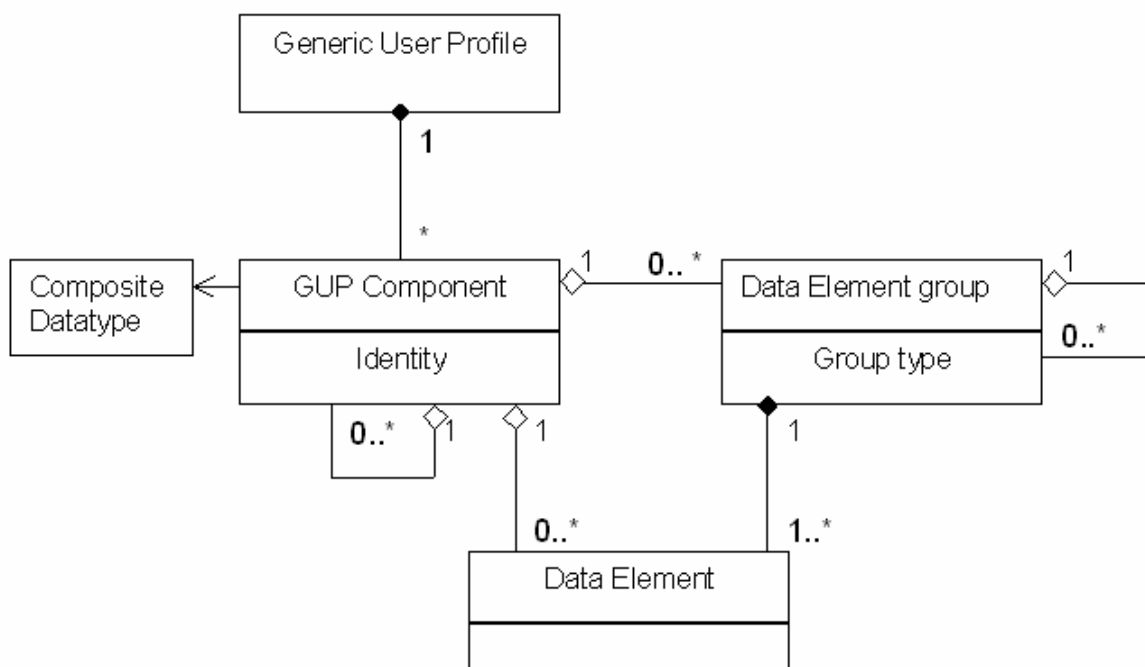 Generic User Profile
1
*
Composite
Datatype
GUP Component
Identity
1
0.. *
Data Element group
Group type
1
0..*
0..*
1
1
1
0..*
1..*
Data Element